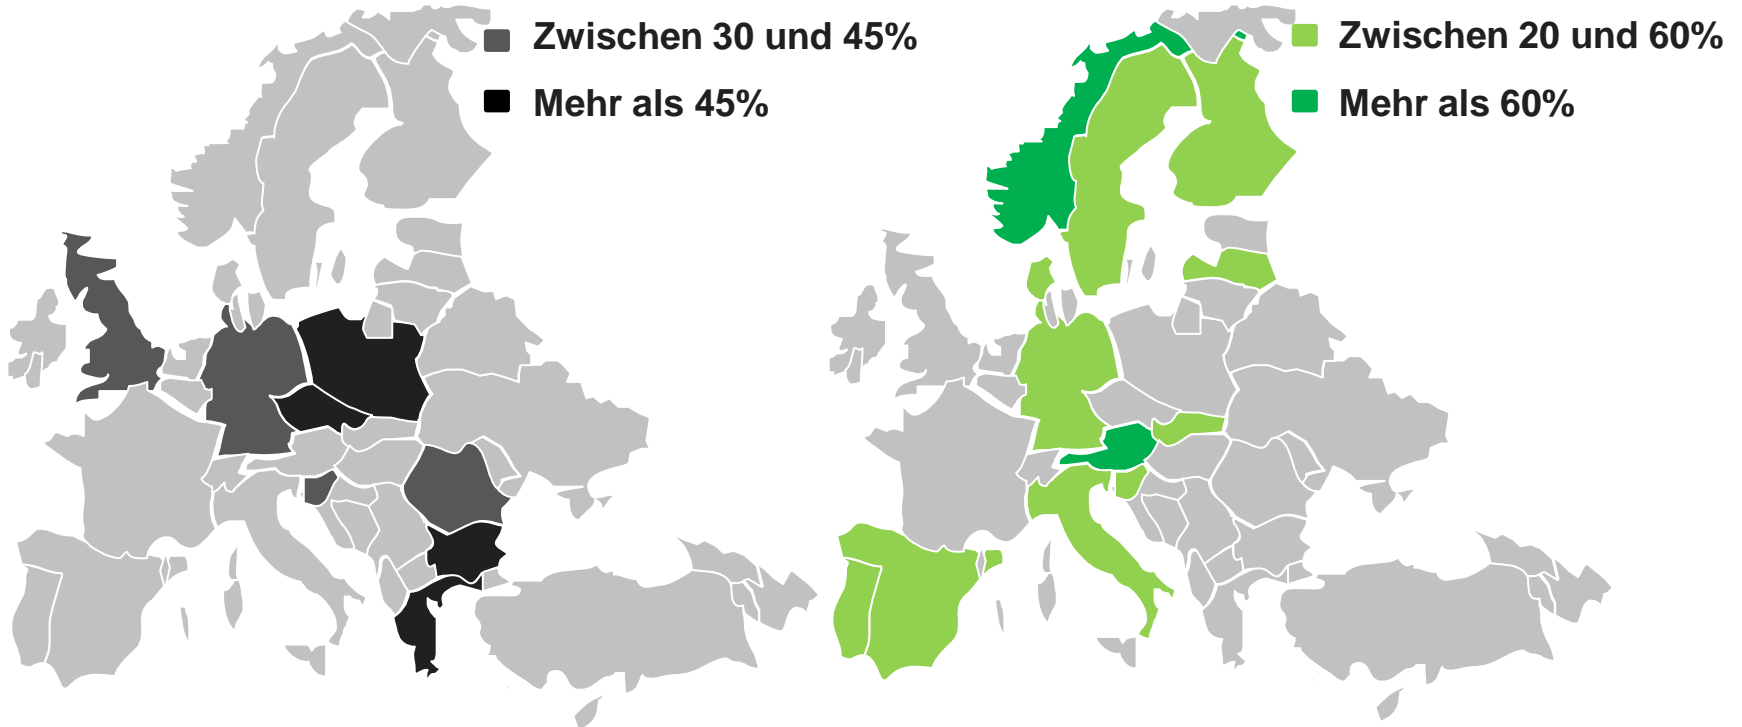 Zwischen 30 und 45%
Mehr als 45%
Zwischen 20 und 60%
Mehr als 60%